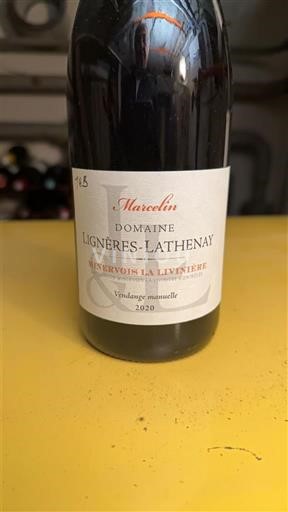 Marcelin
DOMAINE
LIGNÈRES-LATHENAY
MINERVOIS LA LIVINIÈRE
Vendange manuelle
2020